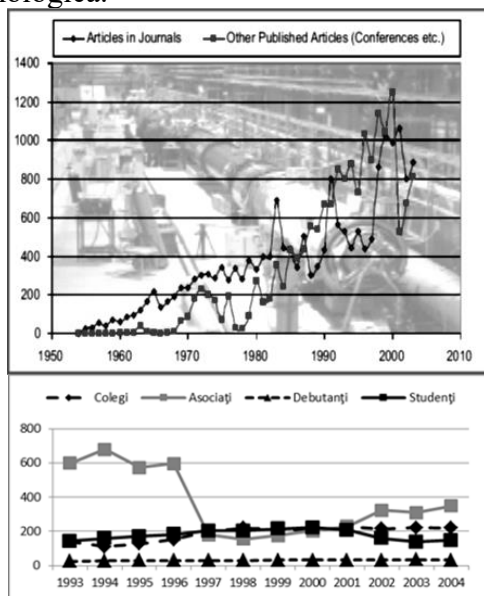 nologica.
Articles in Journals Other Published Articles (Conferences etc.)
1400
1200
1000
800
600
400
200
0
1950 1960 1970 1980 1990 2000 2010
Colegi Asociați Debutanți Studenți
800
600
400
200
0
1993 1994 1995 1996 1997 1998 1999 2000 2001 2002 2003 2004